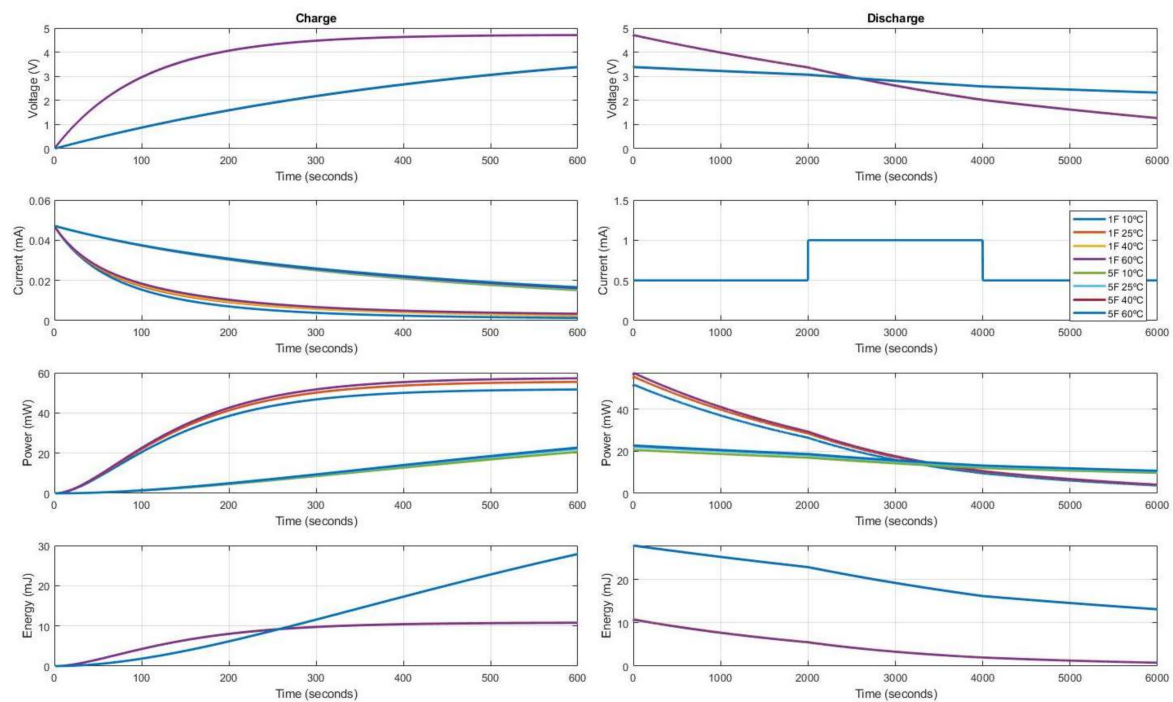 Charge
5
4
3
2
1
0
Voltage (V)
0 100 200 300 400 500 600
Time (seconds)
Discharge
5
4
3
2
1
0
Voltage (V)
0 1000 2000 3000 4000 5000 6000
Time (seconds)
0.06
0.04
0.02
0
Current (mA)
0 100 200 300 400 500 600
Time (seconds)
1.5
1
0.5
0
Current (mA)
1F 10ºC
1F 25ºC
1F 40ºC
1F 60ºC
5F 10ºC
5F 25ºC
5F 40ºC
5F 60ºC
0 1000 2000 3000 4000 5000 6000
Time (seconds)
60
40
20
0
Power (mW)
0 100 200 300 400 500 600
Time (seconds)
40
20
0
Power (mW)
0 1000 2000 3000 4000 5000 6000
Time (seconds)
30
20
10
0
Energy (mJ)
0 100 200 300 400 500 600
Time (seconds)
20
10
0
Energy (mJ)
0 1000 2000 3000 4000 5000 6000
Time (seconds)